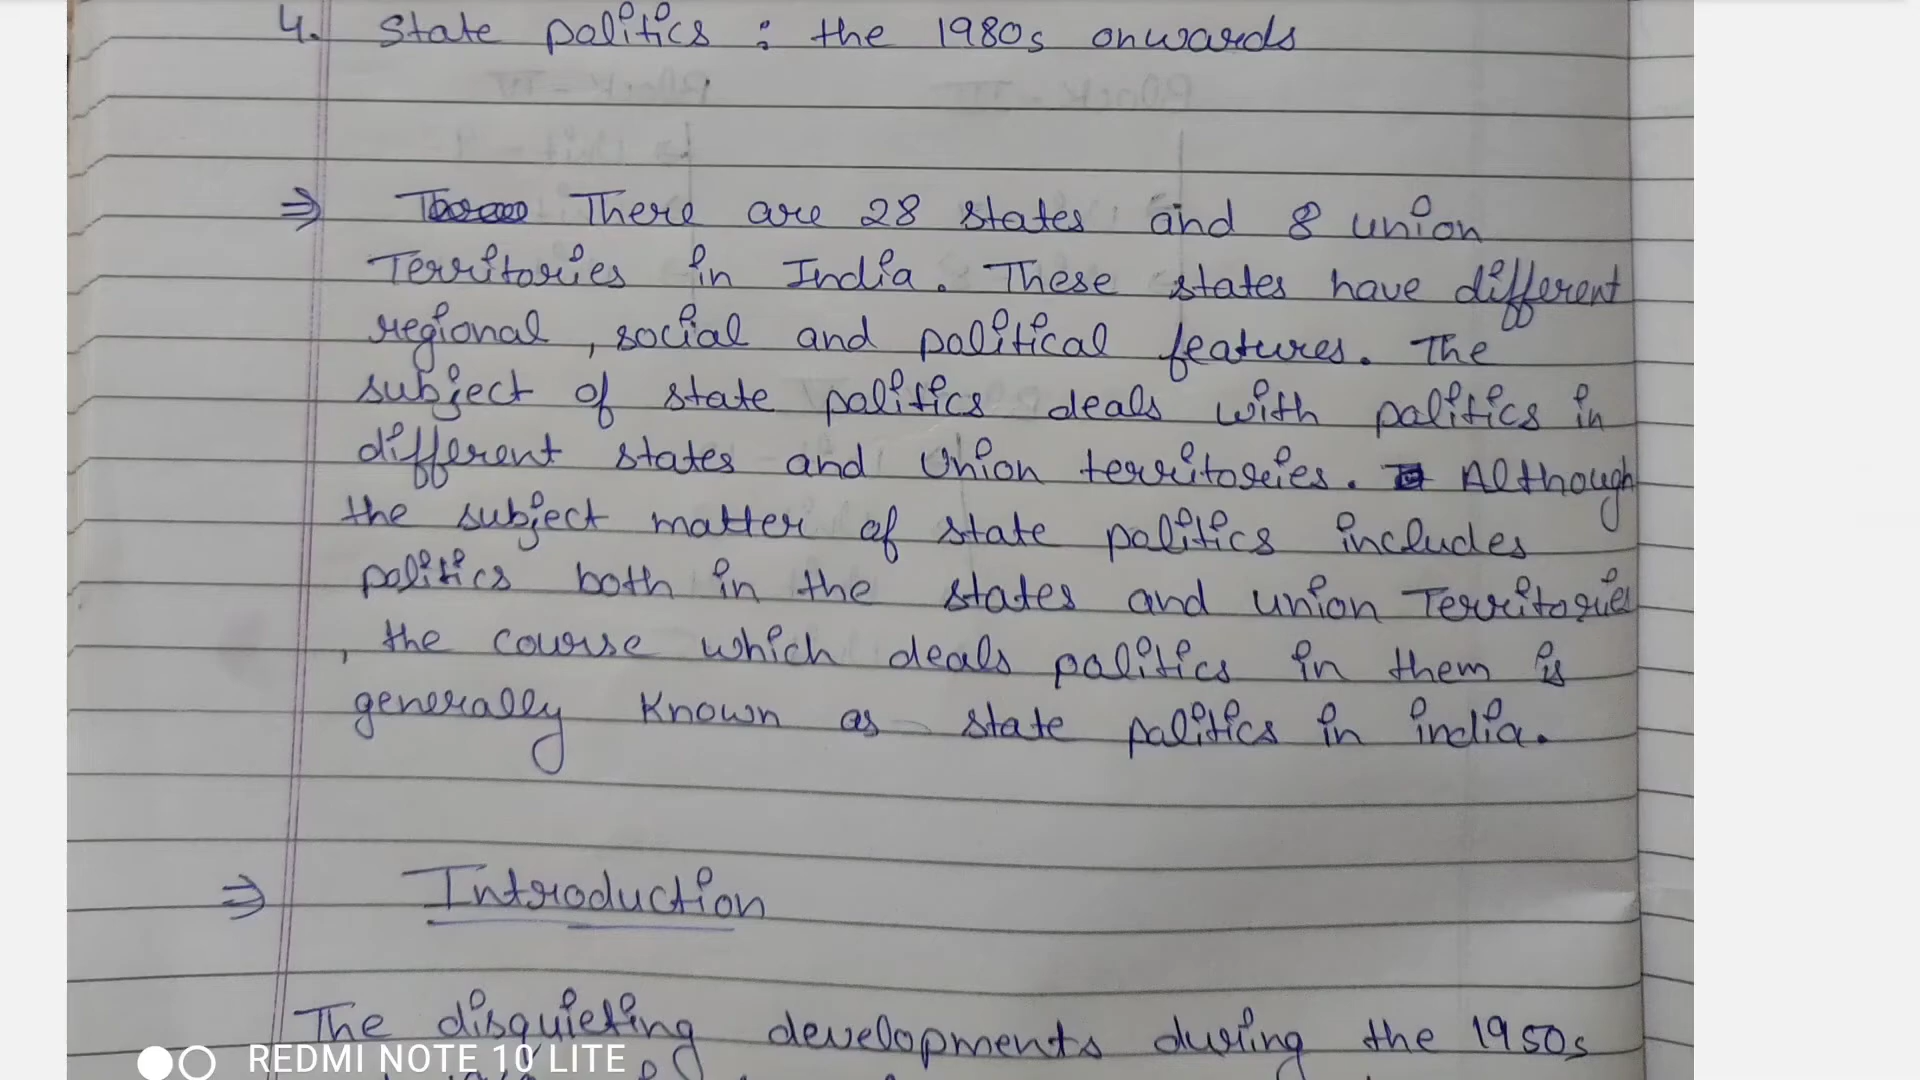 4. State politics : the 1980s onwards
⇒ There are 28 states and 8 union
Territories in India. These states have different
regional, social and political features. The
subject of state politics deals with politics in
different states and Union territories. Although
the subject matter of state politics includes
politics both in the states and union Territories
, the course which deals politics in them is
generally known as state politics in india.
⇒ Introduction
The disquieting developments during the 1950s
REDMI NOTE 10 LITE